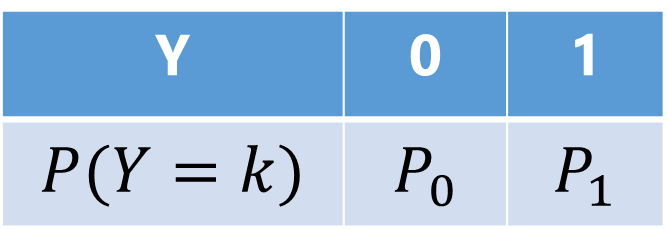 Y 0 1
P(Y = k) P₀ P₁